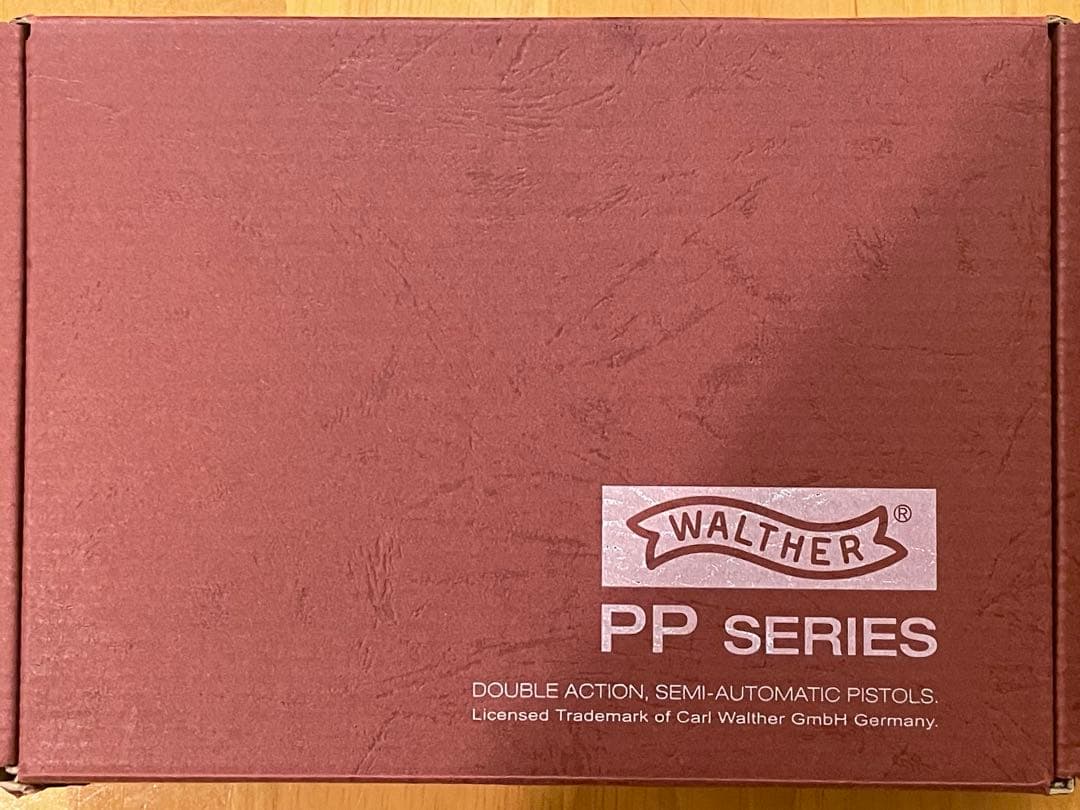 WALTHER®
PP SERIES
DOUBLE ACTION, SEMI-AUTOMATIC PISTOLS.
Licensed Trademark of Carl Walther GmbH Germany.